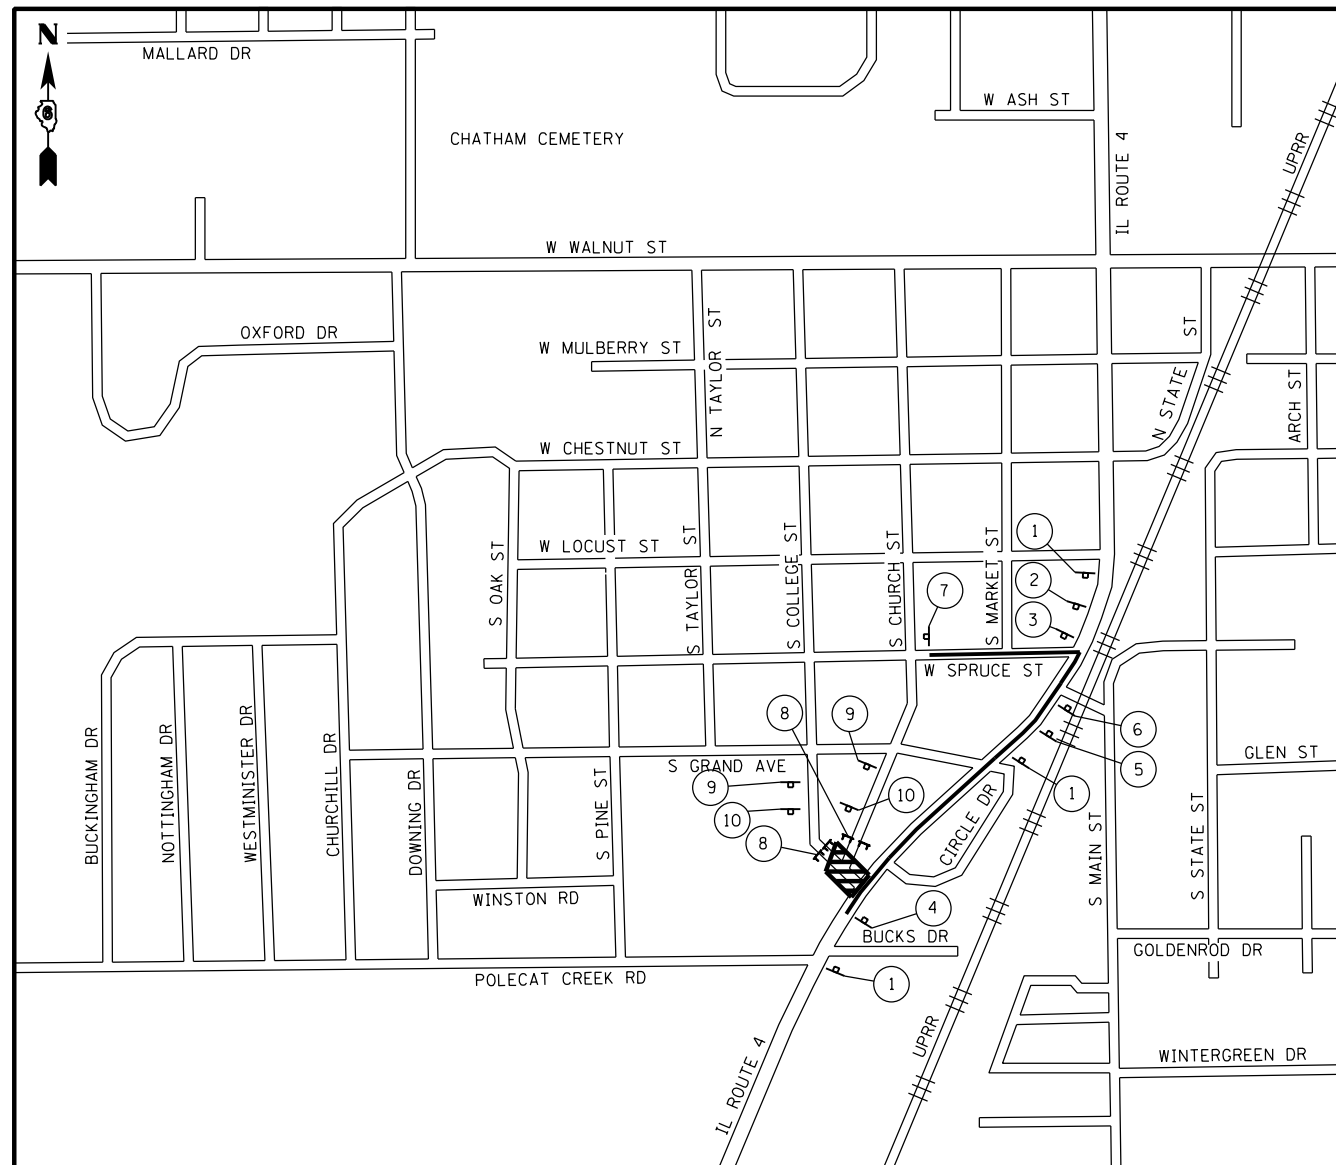 N
MALLARD DR
6
CHATHAM CEMETERY
W ASH ST
IL ROUTE 4
UPRR
W WALNUT ST
OXFORD DR
W MULBERRY ST
N TAYLOR ST
N STATE ST
ARCH ST
W CHESTNUT ST
W LOCUST ST
S OAK ST
S TAYLOR ST
S COLLEGE ST
S CHURCH ST
S MARKET ST
1
2
3
7
W SPRUCE ST
8
9
6
5
1
S GRAND AVE
9
10
10
8
GLEN ST
BUCKINGHAM DR
NOTTINGHAM DR
WESTMINISTER DR
CHURCHILL DR
DOWNING DR
S PINE ST
CIRCLE DR
S MAIN ST
S STATE ST
WINSTON RD
4
BUCKS DR
GOLDENROD DR
POLECAT CREEK RD
1
IL ROUTE 4
UPRR
WINTERGREEN DR